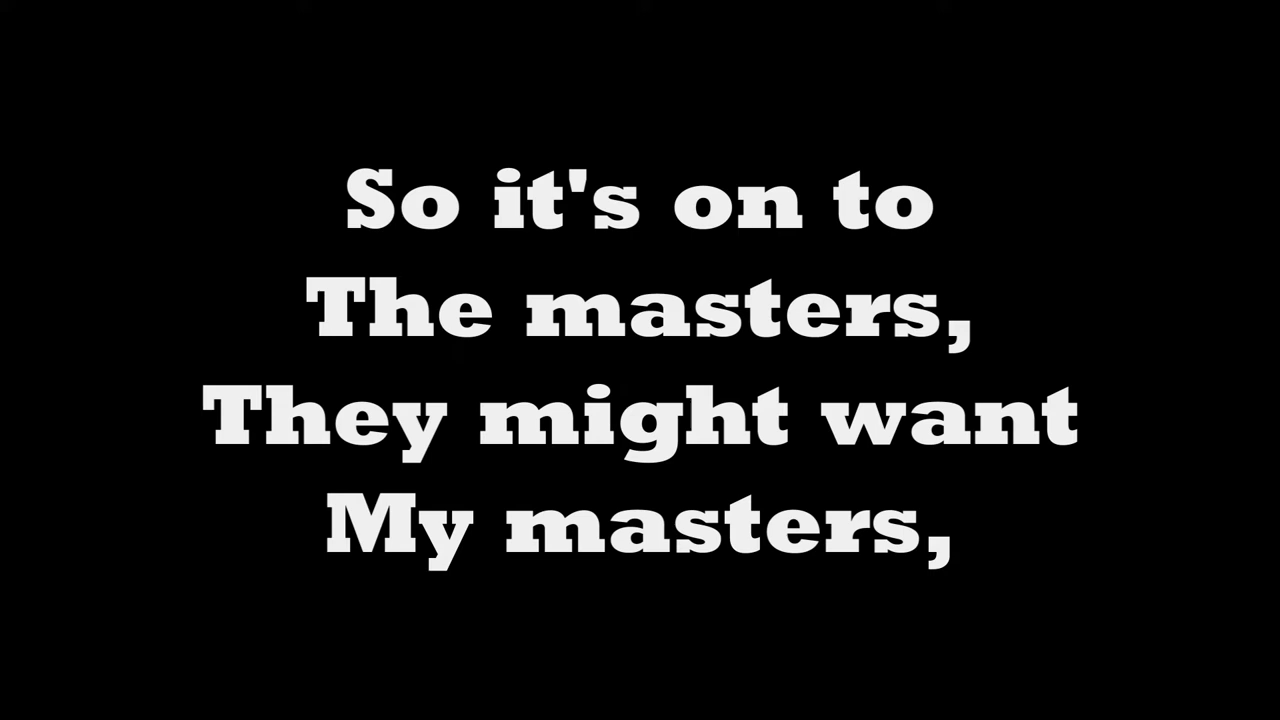 So it's on to
The masters,
They might want
My masters,